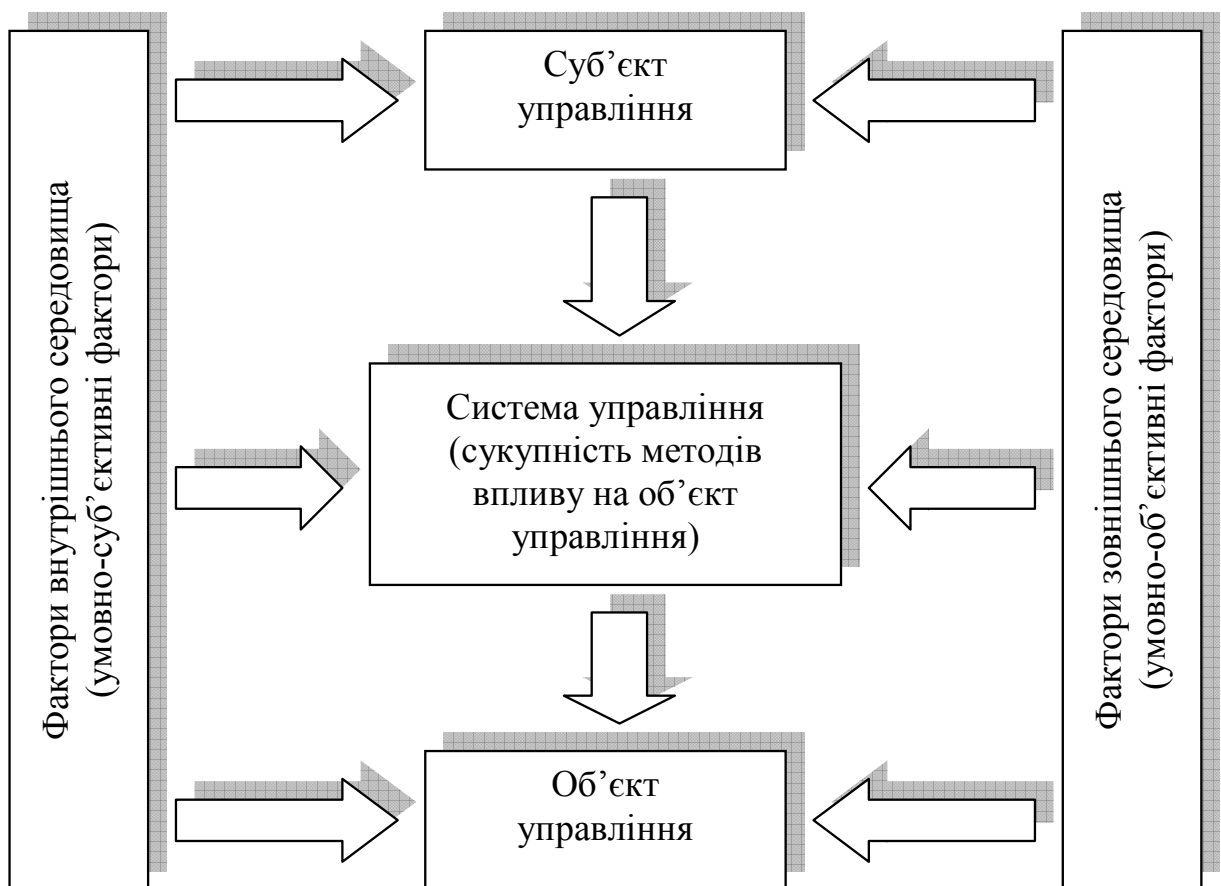 Суб’єкт
управління
Фактори внутрішнього середовища
(умовно-суб’єктивні фактори)
Система управління
(сукупність методів
впливу на об’єкт
управління)
Фактори зовнішнього середовища
(умовно-об’єктивні фактори)
Об’єкт
управління